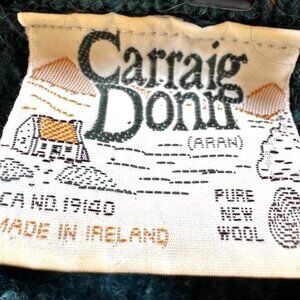 Carraig
Donn
(ARAN)
CA NO. 19140
MADE IN IRELAND
PURE
NEW
WOOL